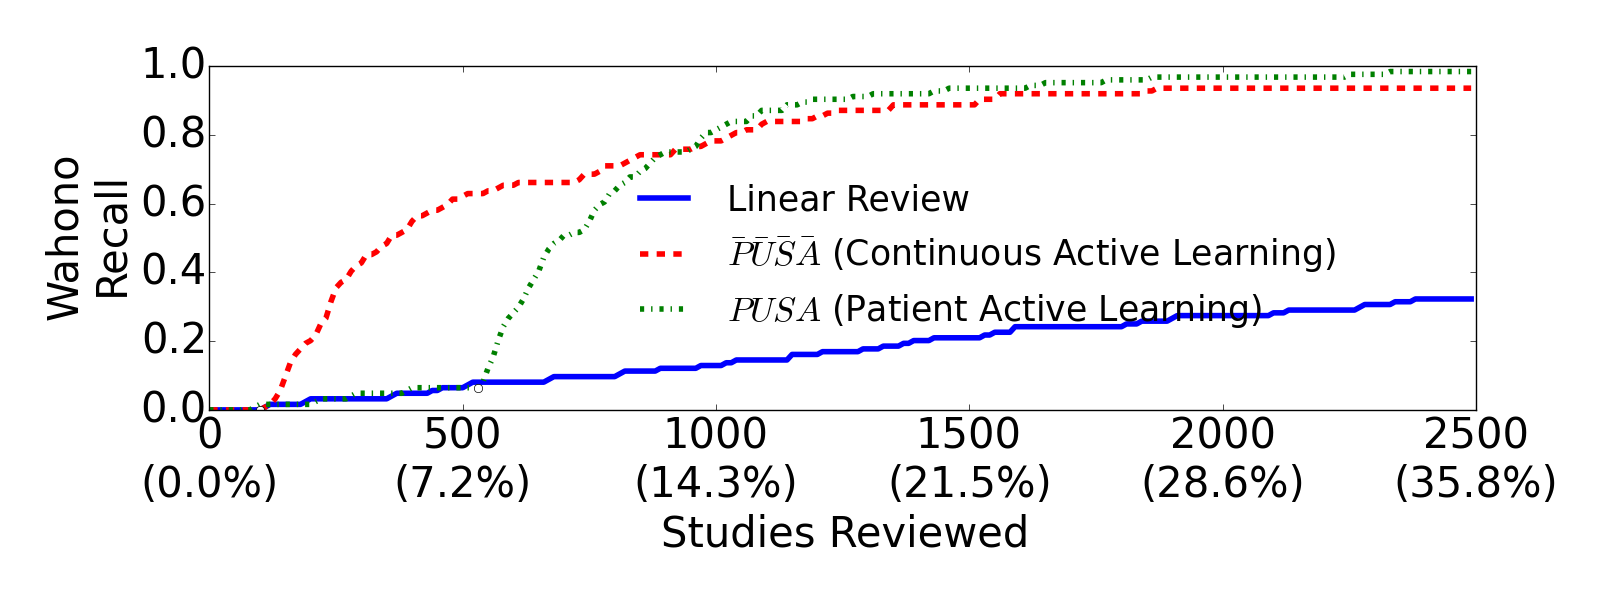 Wahono
Recall
1.0
0.8
0.6
0.4
0.2
0.0
Linear Review
P̄ŪS̄Ā (Continuous Active Learning)
PUSA (Patient Active Learning)
0 500 1000 1500 2000 2500
(0.0%) (7.2%) (14.3%) (21.5%) (28.6%) (35.8%)
Studies Reviewed